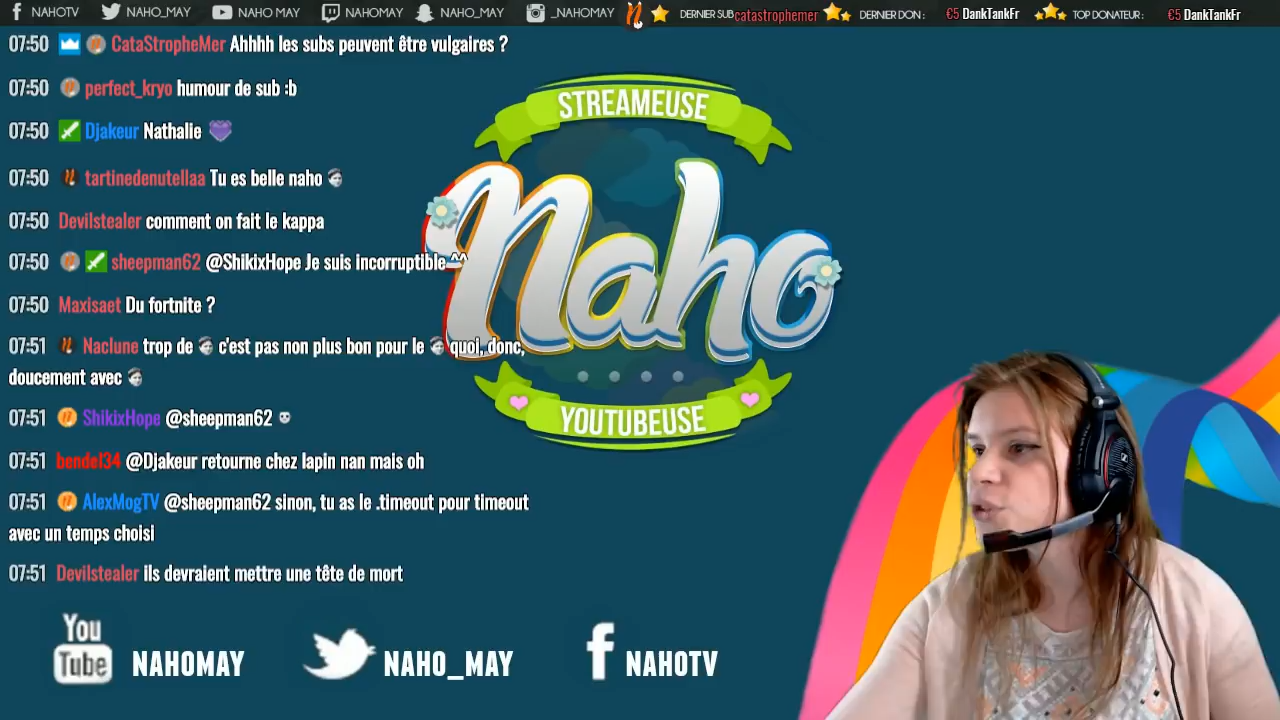 NAHOTV NAHO_MAY NAHO MAY NAHOMAY NAHO_MAY _NAHOMAY DERNIER SUB catastrophemer DERNIER DON : €5 DankTankFr TOP DONATEUR : €5 DankTankFr
07:50 CataStropheMer Ahhhh les subs peuvent être vulgaires ?
07:50 perfect_kryo humour de sub :b
07:50 Djakeur Nathalie
07:50 tartinedenutellaa Tu es belle naho
07:50 Devilstealer comment on fait le kappa
07:50 sheepman62 @ShikixHope Je suis incorruptible ^^
07:50 Maxisaet Du fortnite ?
07:51 Naclune trop de c'est pas non plus bon pour le quoi, donc,
doucement avec
07:51 ShikixHope @sheepman62
07:51 bendel34 @Djakeur retourne chez lapin nan mais oh
07:51 AlexMogTV @sheepman62 sinon, tu as le .timeout pour timeout
avec un temps choisi
07:51 Devilstealer ils devraient mettre une tête de mort
STREAMEUSE
Naho
YOUTUBEUSE
You
Tube NAHOMAY NAHO_MAY NAHOTV